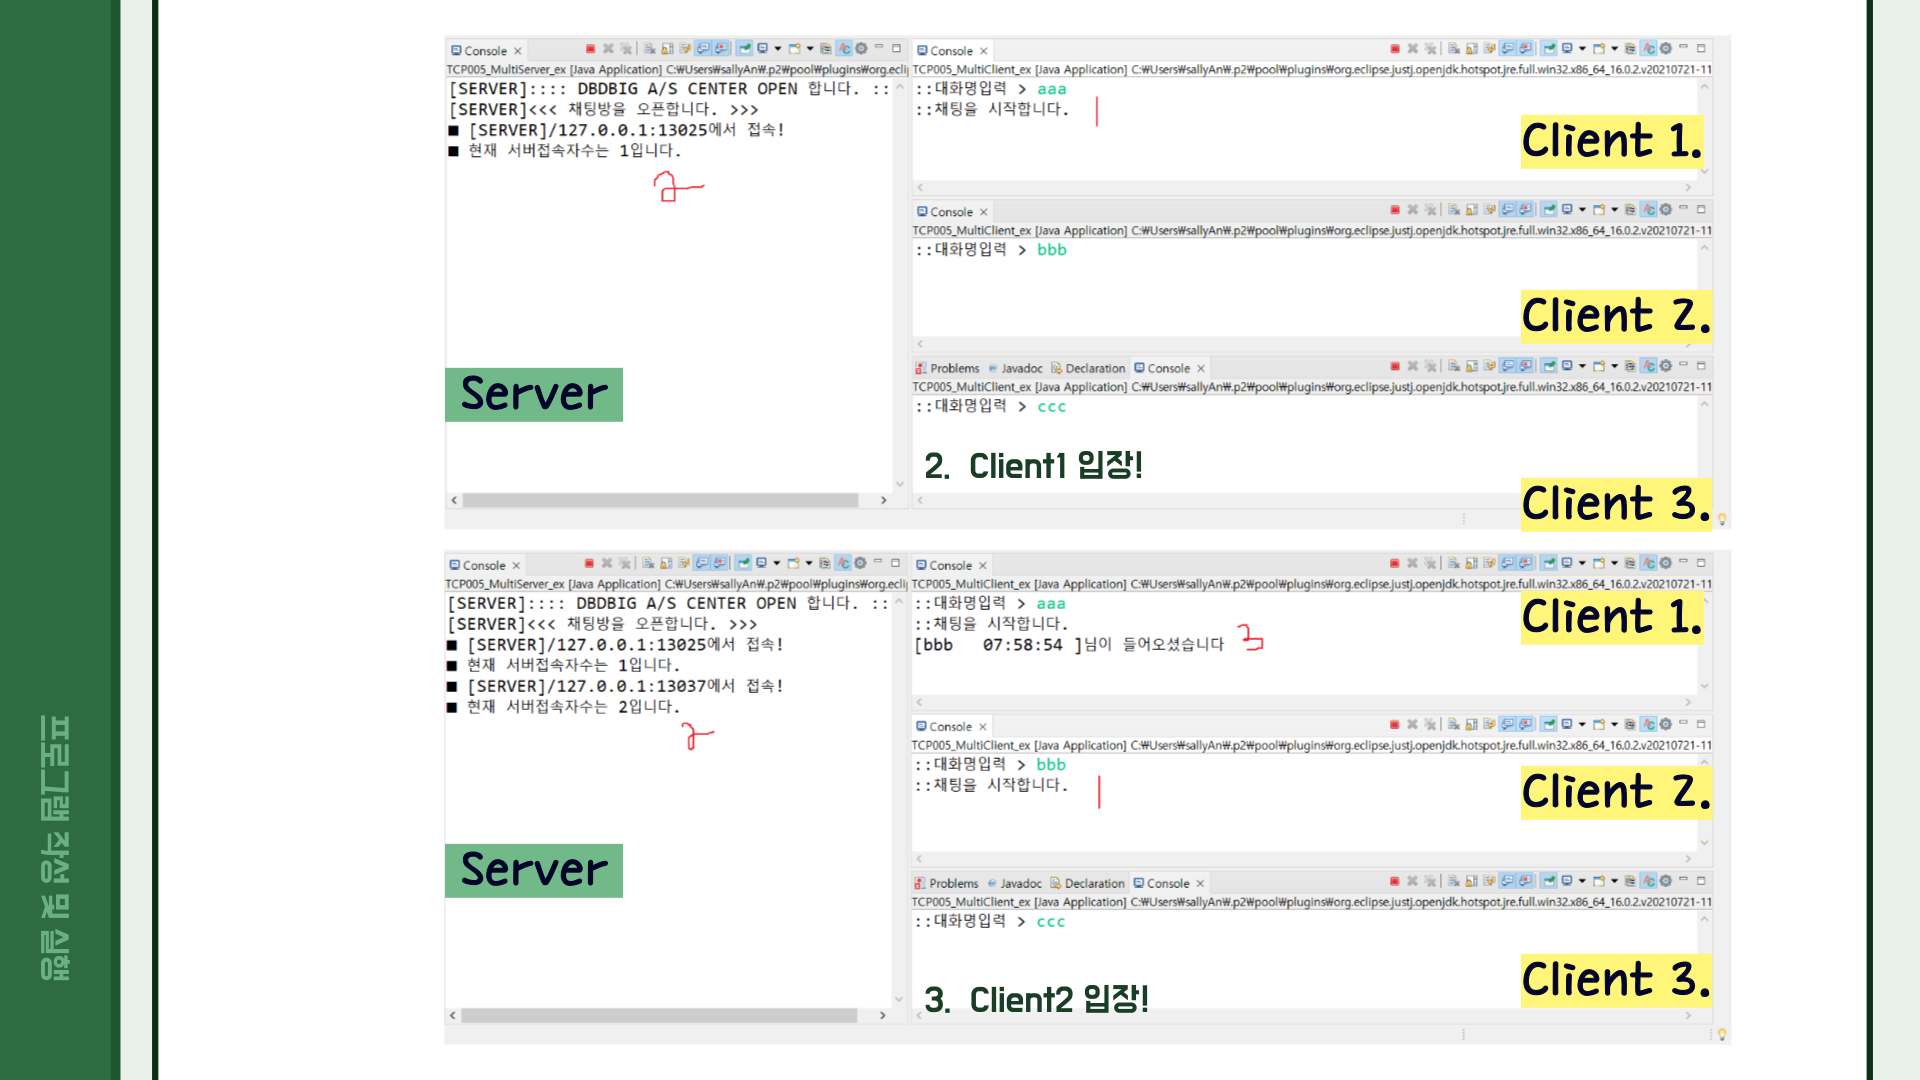 프로그램 작성 및 실행
Console
TCP005_MultiServer_ex [Java Application] C:₩Users₩sallyAn₩.p2₩pool₩plugins₩org.ecli
[SERVER]:::: DBDBIG A/S CENTER OPEN 합니다. ::
[SERVER]<<< 채팅방을 오픈합니다. >>>
■ [SERVER]/127.0.0.1:13025에서 접속!
■ 현재 서버접속자수는 1입니다.
2
Server
Console
TCP005_MultiClient_ex [Java Application] C:₩Users₩sallyAn₩.p2₩pool₩plugins₩org.eclipse.justj.openjdk.hotspot.jre.full.win32.x86_64_16.0.2.v20210721-11
::대화명입력 > aaa
::채팅을 시작합니다. |
Client 1.
Console
TCP005_MultiClient_ex [Java Application] C:₩Users₩sallyAn₩.p2₩pool₩plugins₩org.eclipse.justj.openjdk.hotspot.jre.full.win32.x86_64_16.0.2.v20210721-11
::대화명입력 > bbb
Client 2.
Problems Javadoc Declaration Console
TCP005_MultiClient_ex [Java Application] C:₩Users₩sallyAn₩.p2₩pool₩plugins₩org.eclipse.justj.openjdk.hotspot.jre.full.win32.x86_64_16.0.2.v20210721-11
::대화명입력 > ccc
2. Client1 입장!
Client 3.
Console
TCP005_MultiServer_ex [Java Application] C:₩Users₩sallyAn₩.p2₩pool₩plugins₩org.ecli
[SERVER]:::: DBDBIG A/S CENTER OPEN 합니다. ::
[SERVER]<<< 채팅방을 오픈합니다. >>>
■ [SERVER]/127.0.0.1:13025에서 접속!
■ 현재 서버접속자수는 1입니다.
■ [SERVER]/127.0.0.1:13037에서 접속!
■ 현재 서버접속자수는 2입니다.
2
Server
Console
TCP005_MultiClient_ex [Java Application] C:₩Users₩sallyAn₩.p2₩pool₩plugins₩org.eclipse.justj.openjdk.hotspot.jre.full.win32.x86_64_16.0.2.v20210721-11
::대화명입력 > aaa
Client 1.
::채팅을 시작합니다.
[bbb   07:58:54 ]님이 들어오셨습니다 3
Console
TCP005_MultiClient_ex [Java Application] C:₩Users₩sallyAn₩.p2₩pool₩plugins₩org.eclipse.justj.openjdk.hotspot.jre.full.win32.x86_64_16.0.2.v20210721-11
::대화명입력 > bbb
::채팅을 시작합니다. |
Client 2.
Problems Javadoc Declaration Console
TCP005_MultiClient_ex [Java Application] C:₩Users₩sallyAn₩.p2₩pool₩plugins₩org.eclipse.justj.openjdk.hotspot.jre.full.win32.x86_64_16.0.2.v20210721-11
::대화명입력 > ccc
Client 3.
3. Client2 입장!